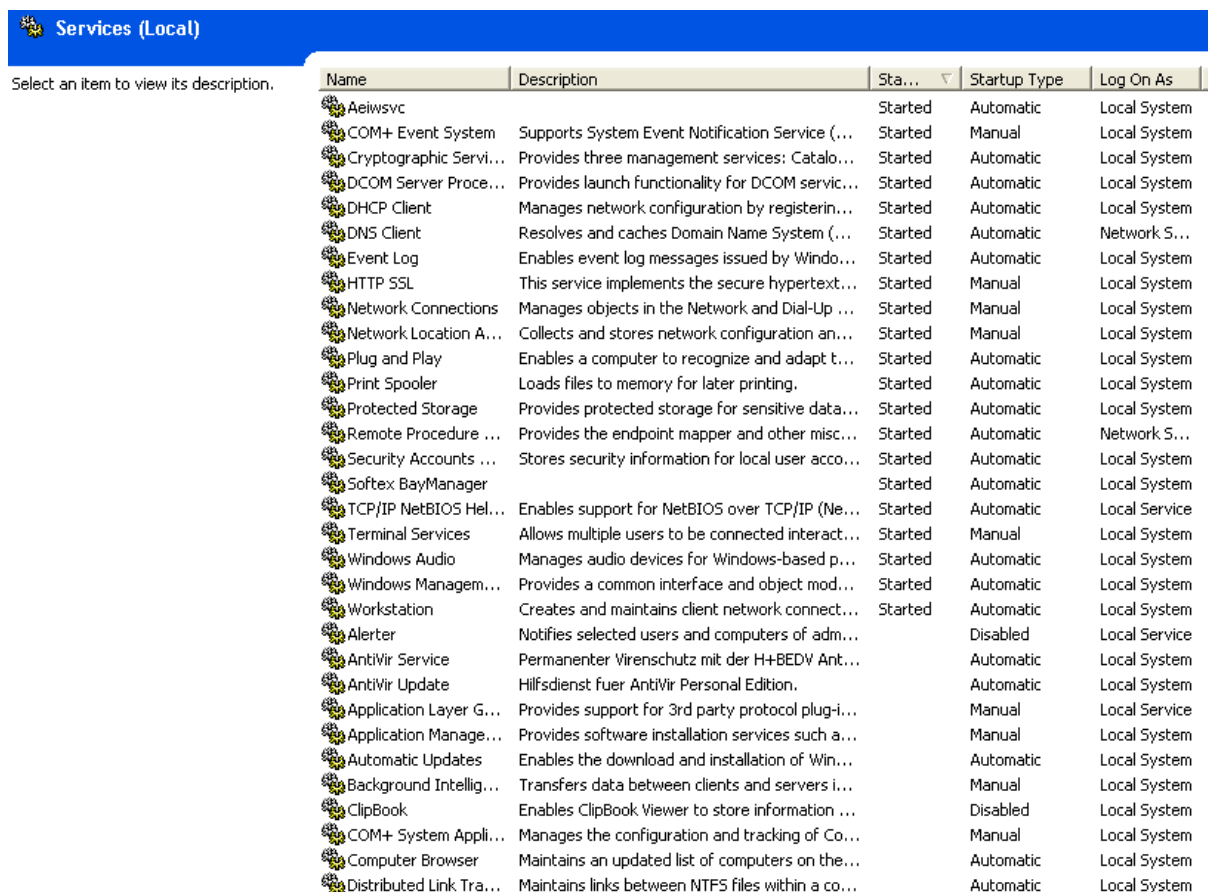 Services (Local)
Select an item to view its description.
Name Description Sta... Startup Type Log On As
Aeiwsvc Started Automatic Local System
COM+ Event System Supports System Event Notification Service (... Started Manual Local System
Cryptographic Servi... Provides three management services: Catalo... Started Automatic Local System
DCOM Server Proce... Provides launch functionality for DCOM servic... Started Automatic Local System
DHCP Client Manages network configuration by registerin... Started Automatic Local System
DNS Client Resolves and caches Domain Name System (... Started Automatic Network S...
Event Log Enables event log messages issued by Windo... Started Automatic Local System
HTTP SSL This service implements the secure hypertext... Started Manual Local System
Network Connections Manages objects in the Network and Dial-Up ... Started Manual Local System
Network Location A... Collects and stores network configuration an... Started Manual Local System
Plug and Play Enables a computer to recognize and adapt t... Started Automatic Local System
Print Spooler Loads files to memory for later printing. Started Automatic Local System
Protected Storage Provides protected storage for sensitive data... Started Automatic Local System
Remote Procedure ... Provides the endpoint mapper and other misc... Started Automatic Network S...
Security Accounts ... Stores security information for local user acco... Started Automatic Local System
Softex BayManager Started Automatic Local System
TCP/IP NetBIOS Hel... Enables support for NetBIOS over TCP/IP (Ne... Started Automatic Local Service
Terminal Services Allows multiple users to be connected interact... Started Manual Local System
Windows Audio Manages audio devices for Windows-based p... Started Automatic Local System
Windows Managem... Provides a common interface and object mod... Started Automatic Local System
Workstation Creates and maintains client network connect... Started Automatic Local System
Alerter Notifies selected users and computers of adm... Disabled Local Service
AntiVir Service Permanenter Virenschutz mit der H+BEDV Ant... Automatic Local System
AntiVir Update Hilfsdienst fuer AntiVir Personal Edition. Automatic Local System
Application Layer G... Provides support for 3rd party protocol plug-i... Manual Local Service
Application Manage... Provides software installation services such a... Manual Local System
Automatic Updates Enables the download and installation of Win... Automatic Local System
Background Intellig... Transfers data between clients and servers i... Manual Local System
ClipBook Enables ClipBook Viewer to store information ... Disabled Local System
COM+ System Appli... Manages the configuration and tracking of Co... Manual Local System
Computer Browser Maintains an updated list of computers on the... Automatic Local System
Distributed Link Tra... Maintains links between NTFS files within a co... Automatic Local System